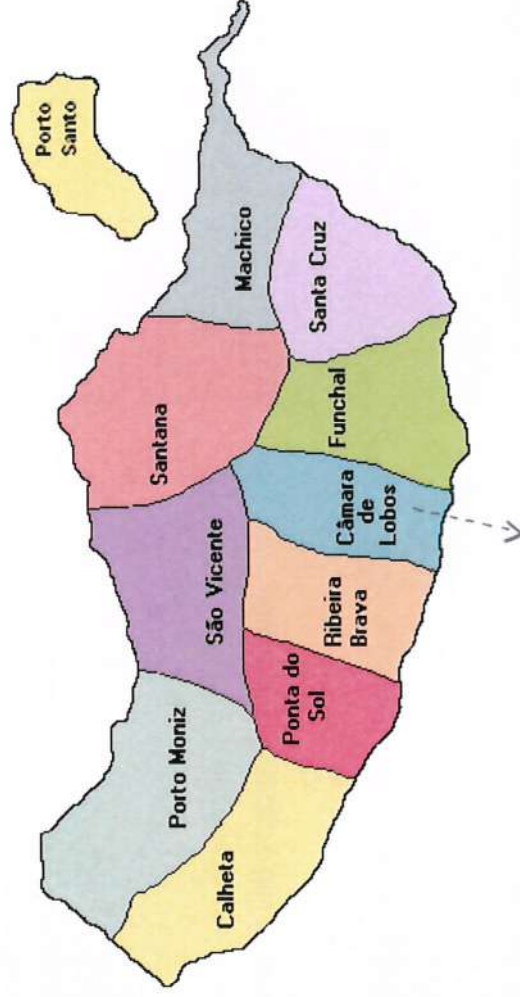 Porto
Santo
Machico
Santa Cruz
Santana
Funchal
São Vicente
Câmara
de
Lobos
Ribeira
Brava
Ponta do
Sol
Porto Moniz
Calheta